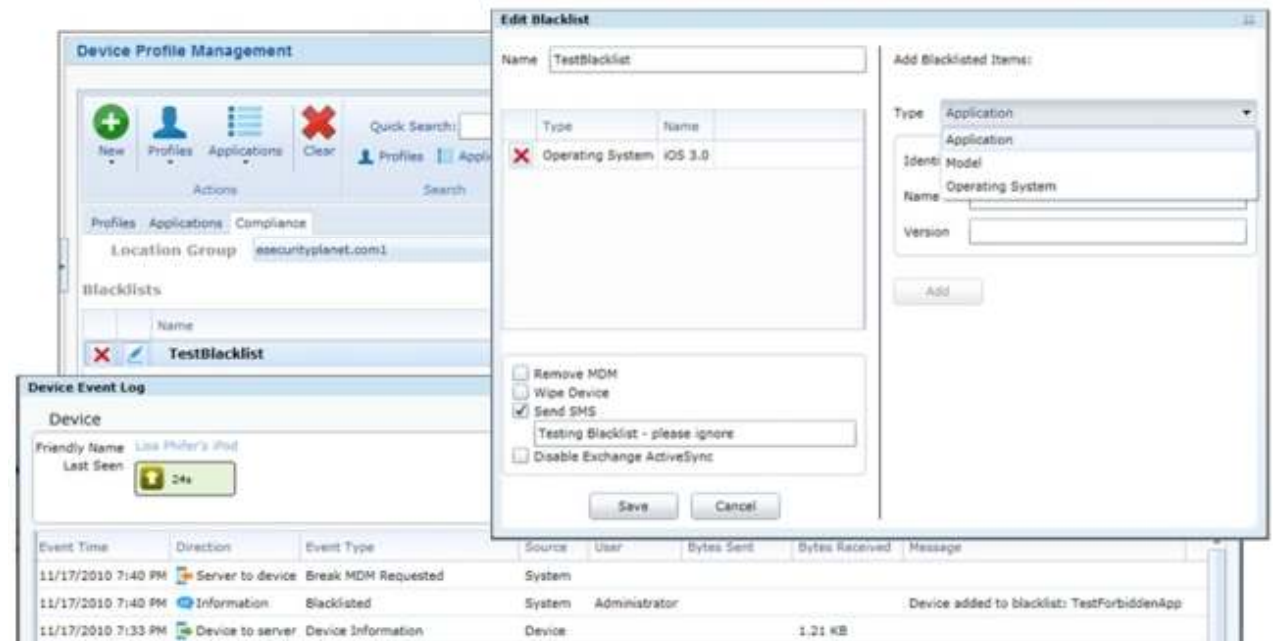 Edit Blacklist
Name TestBlacklist
Type Name
Operating System iOS 3.0
Remove MDM
Wipe Device
Send SMS
Testing Blacklist - please ignore
Disable Exchange ActiveSync
Save Cancel
Add Blacklisted Items:
Type Application
Application
Identi Model
Operating System
Name
Version
Add
Device Profile Management
New Profiles Applications Clear
Quick Search:
Profiles Appli
Actions Search
Profiles Applications Compliance
Location Group esecurityplanet.com1
Blacklists
Name
TestBlacklist
Device Event Log
Device
Friendly Name Lisa Phifer's iPod
Last Seen 24s
Event Time Direction Event Type Source User Bytes Sent Bytes Received Message
11/17/2010 7:40 PM Server to device Break MDM Requested System
11/17/2010 7:40 PM Information Blacklisted System Administrator Device added to blacklist: TestForbiddenApp
11/17/2010 7:33 PM Device to server Device Information Device 1.21 KB